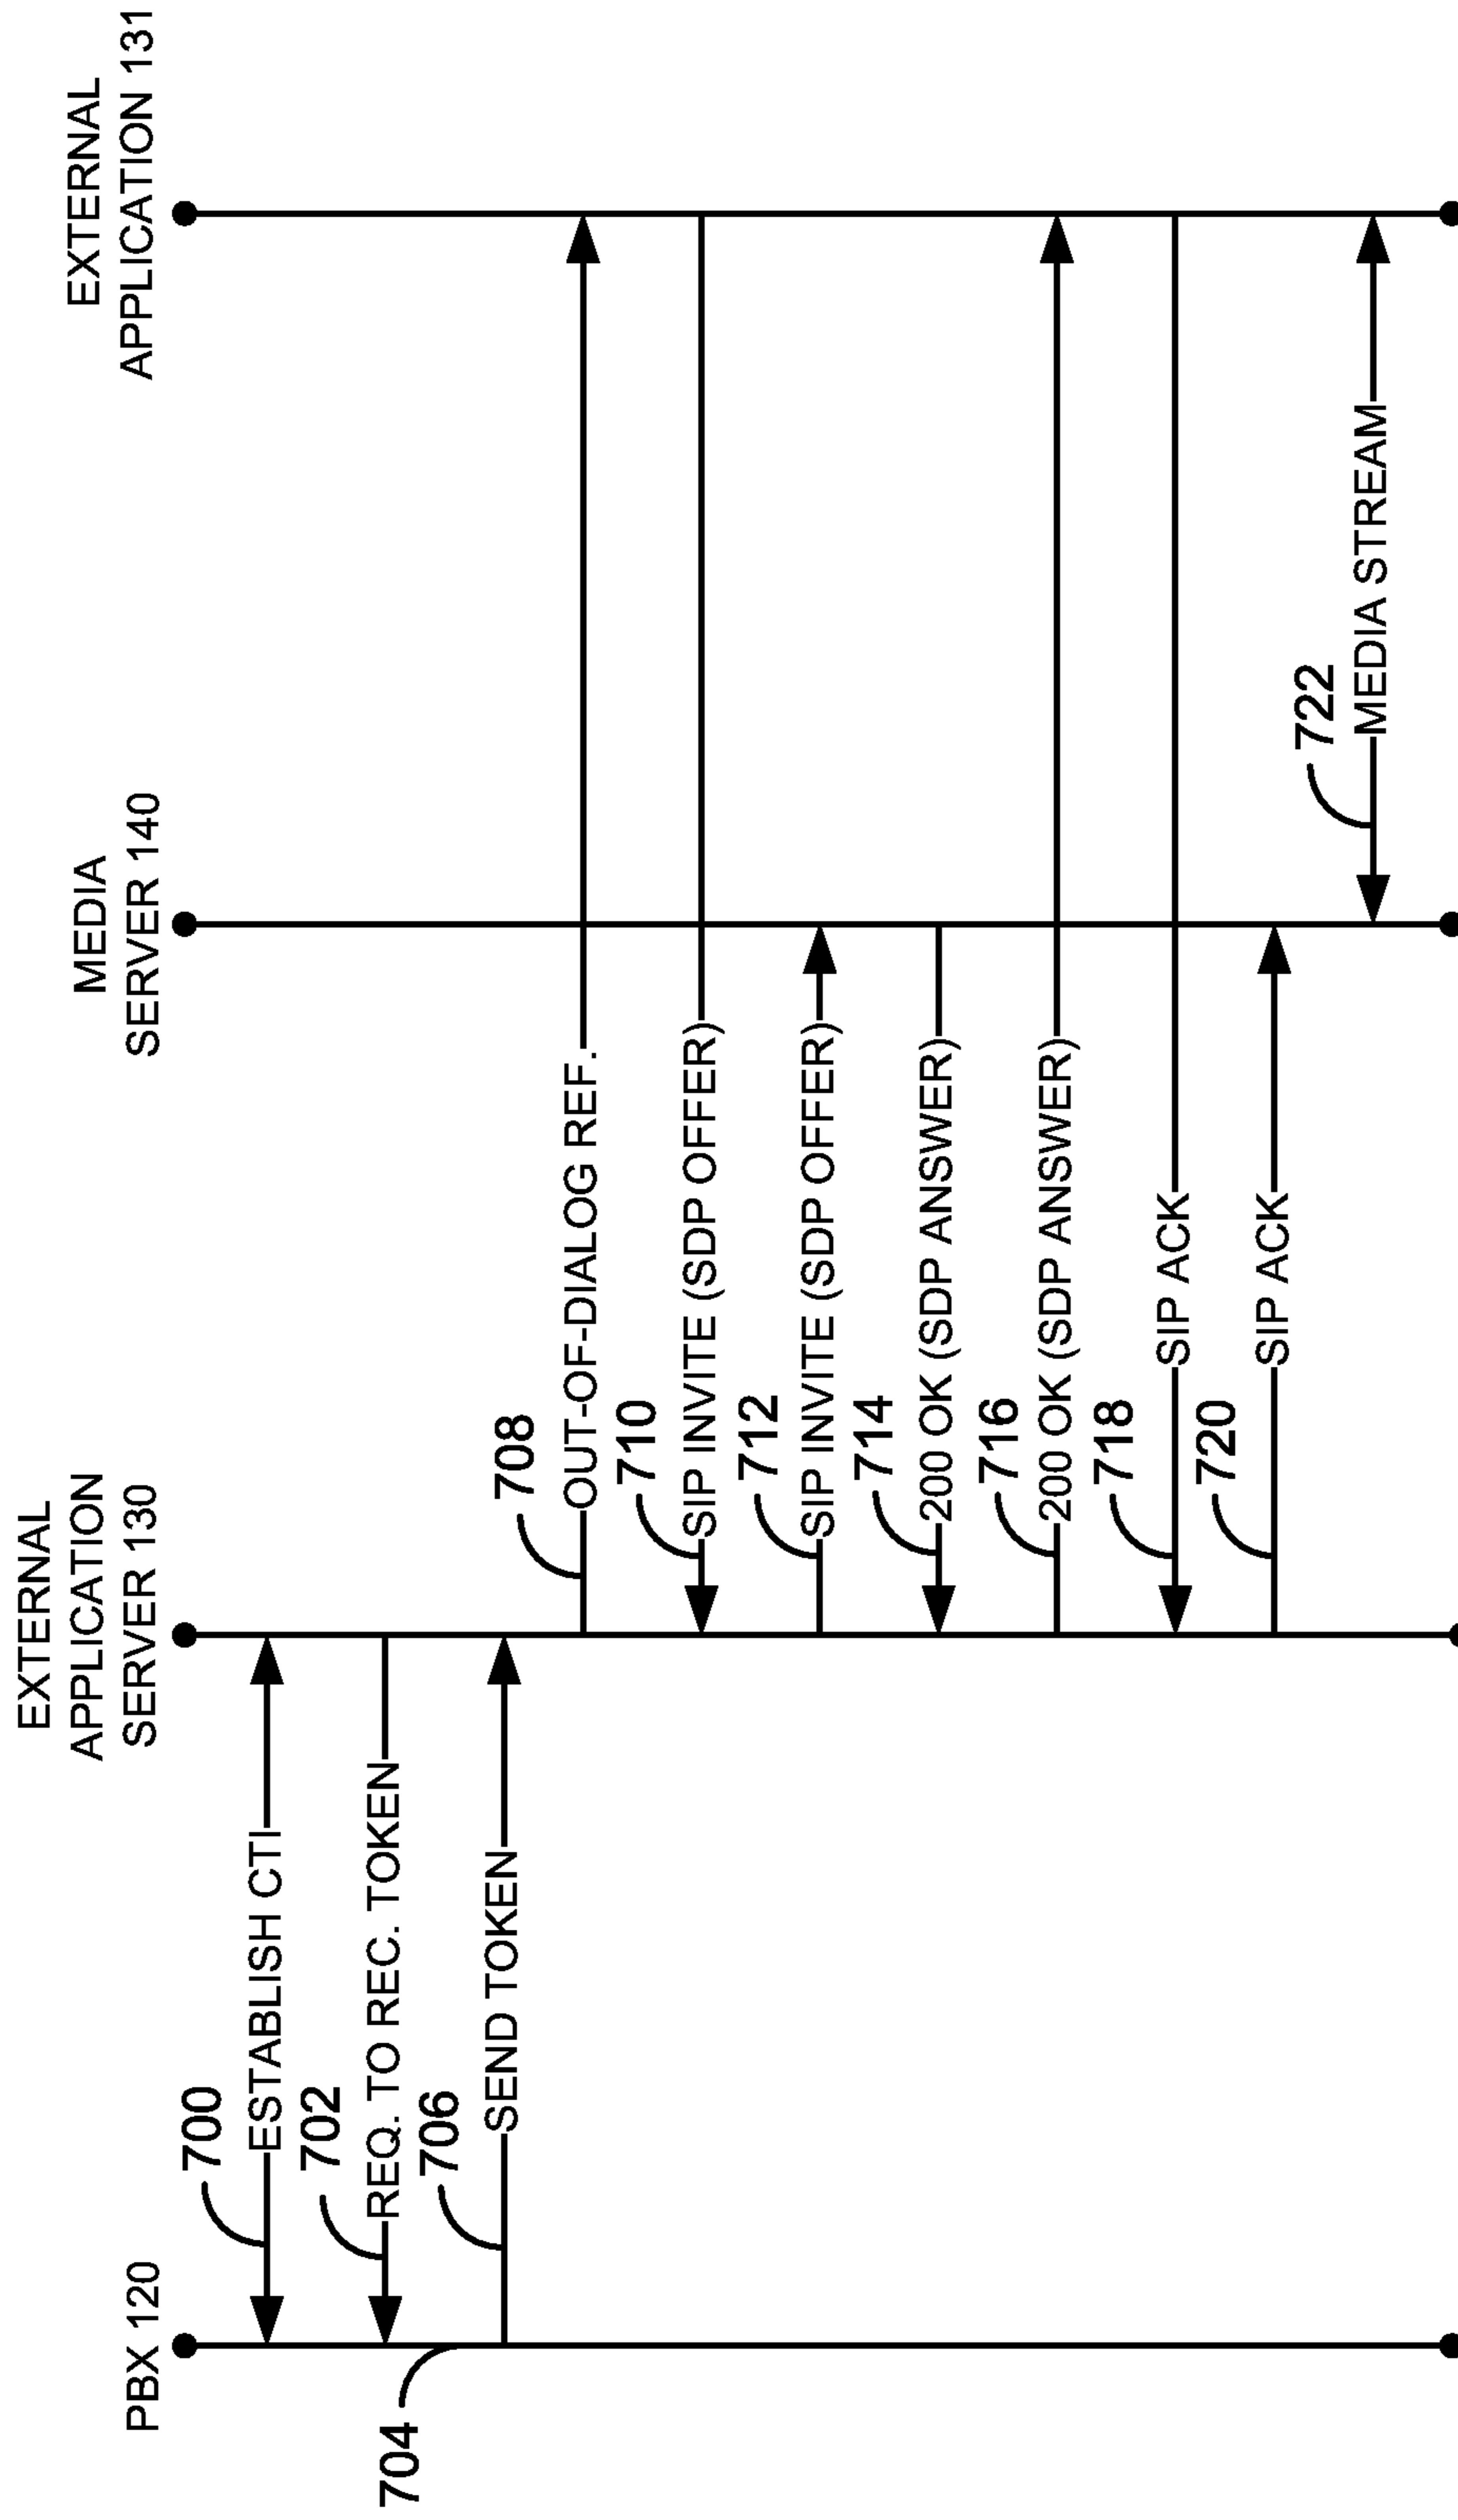 PBX 120
EXTERNAL
APPLICATION
SERVER 130
MEDIA
SERVER 140
EXTERNAL
APPLICATION 131
700
ESTABLISH CTI
702
REQ. TO REC. TOKEN
704
706
SEND TOKEN
708
OUT-OF-DIALOG REF.
710
SIP INVITE (SDP OFFER)
712
SIP INVITE (SDP OFFER)
714
200 OK (SDP ANSWER)
716
200 OK (SDP ANSWER)
718
SIP ACK
720
SIP ACK
722
MEDIA STREAM